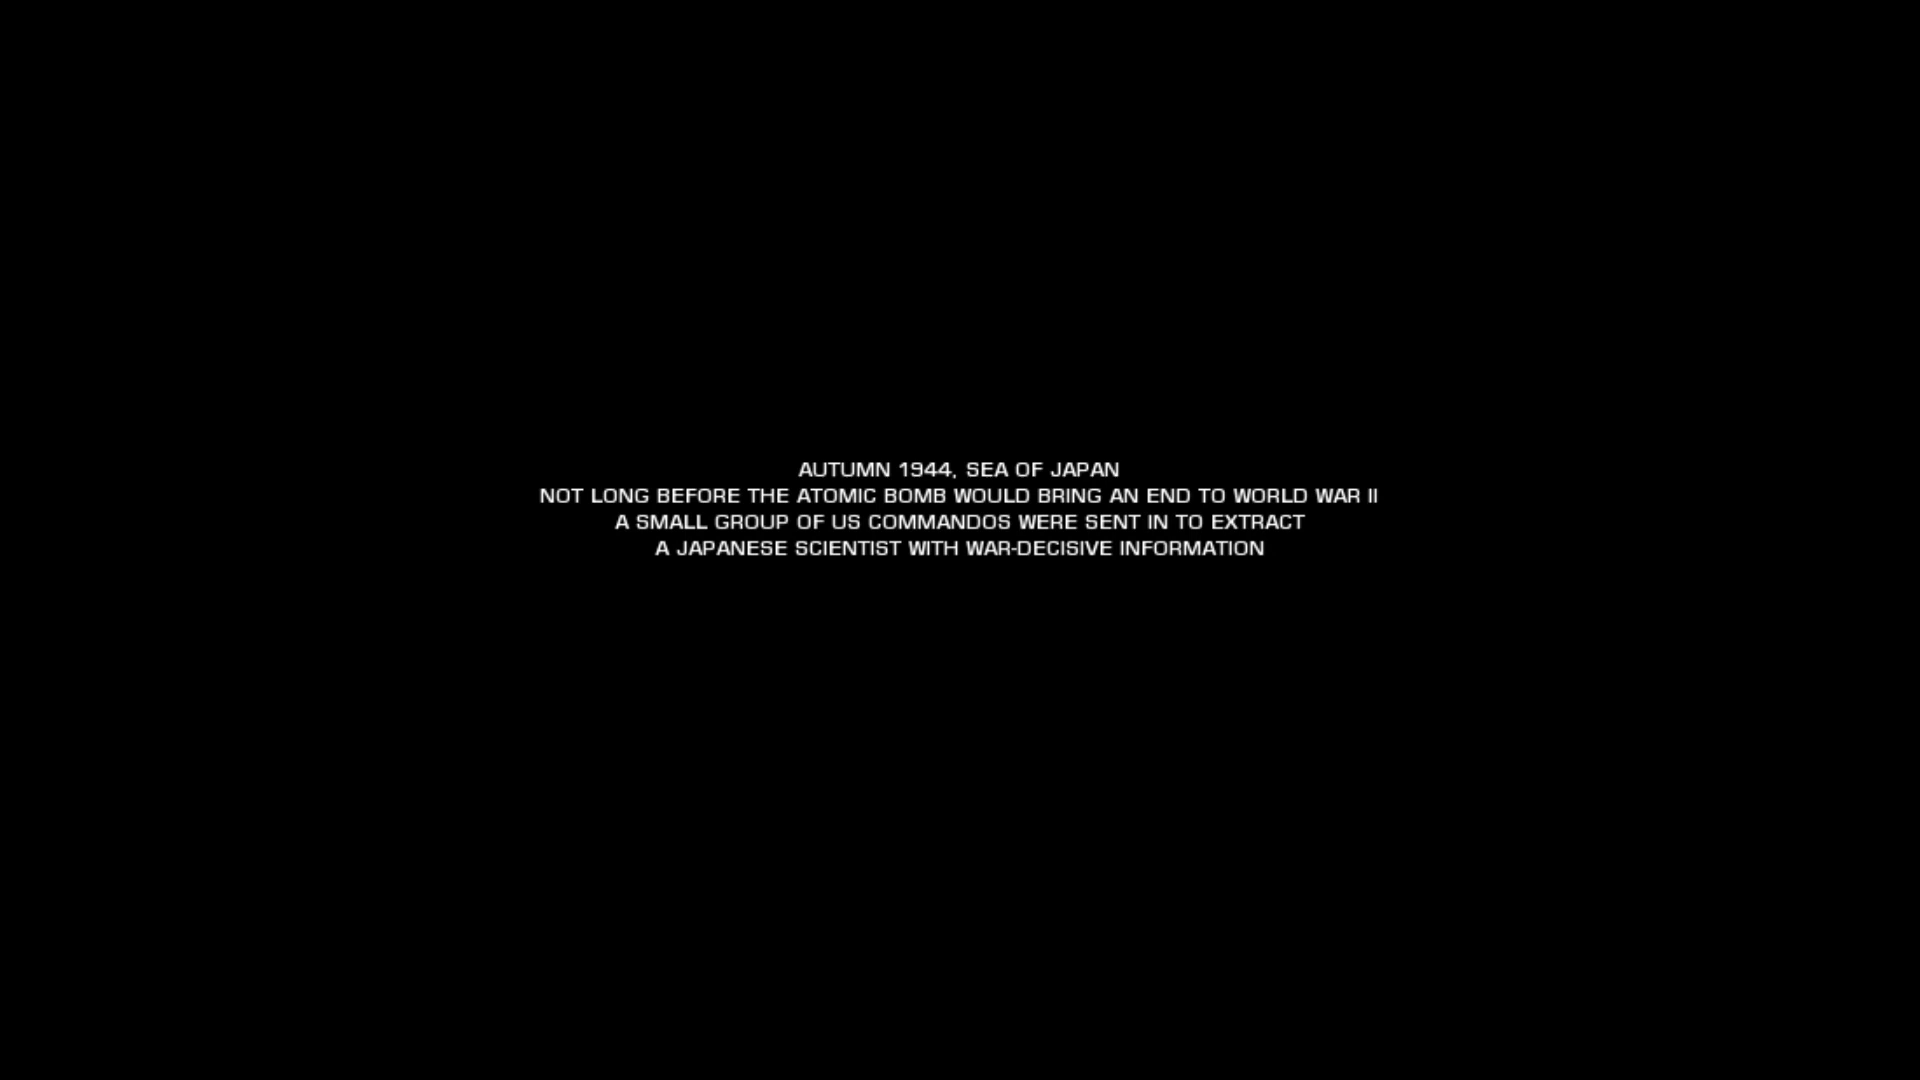 AUTUMN 1944, SEA OF JAPAN
NOT LONG BEFORE THE ATOMIC BOMB WOULD BRING AN END TO WORLD WAR II
A SMALL GROUP OF US COMMANDOS WERE SENT IN TO EXTRACT
A JAPANESE SCIENTIST WITH WAR-DECISIVE INFORMATION